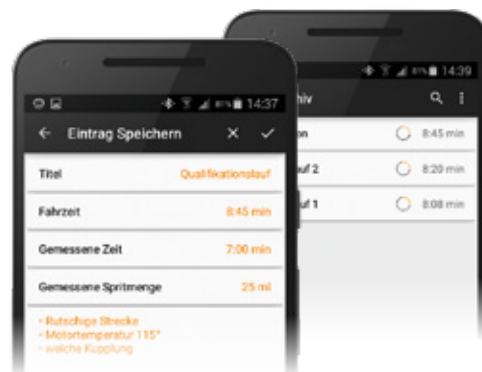 14:37
Eintrag Speichern
Titel Qualifikationslauf
Fahrzeit 8:45 min
Gemessene Zeit 7:00 min
Gemessene Spritmenge 25 ml
- Rutschige Strecke
- Motortemperatur 115°
- weiche Kupplung
81% 14:39
hiv
on 8:45 min
uf 2 8:20 min
uf 1 8:08 min